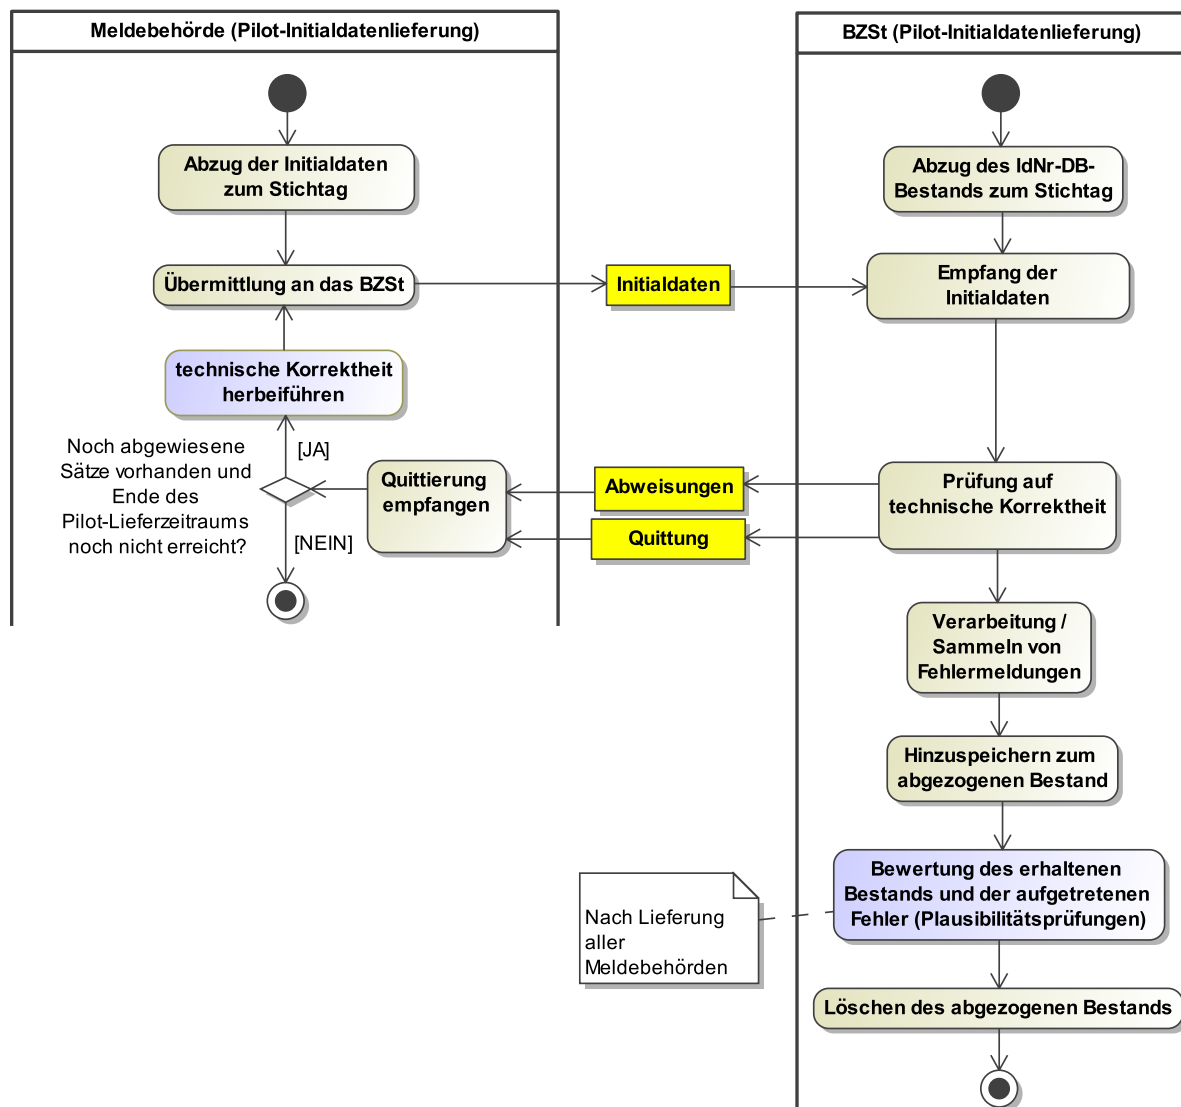 Meldebehörde (Pilot-Initialdatenlieferung)
Abzug der Initialdaten
zum Stichtag
Übermittlung an das BZSt
technische Korrektheit
herbeiführen
Noch abgewiesene
Sätze vorhanden und
Ende des
Pilot-Lieferzeitraums
noch nicht erreicht?
[JA]
[NEIN]
Quittierung
empfangen
Initialdaten
Abweisungen
Quittung
BZSt (Pilot-Initialdatenlieferung)
Abzug des IdNr-DB-
Bestands zum Stichtag
Empfang der
Initialdaten
Prüfung auf
technische Korrektheit
Verarbeitung /
Sammeln von
Fehlermeldungen
Hinzuspeichern zum
abgezogenen Bestand
Bewertung des erhaltenen
Bestands und der aufgetretenen
Fehler (Plausibilitätsprüfungen)
Nach Lieferung
aller
Meldebehörden
Löschen des abgezogenen Bestands